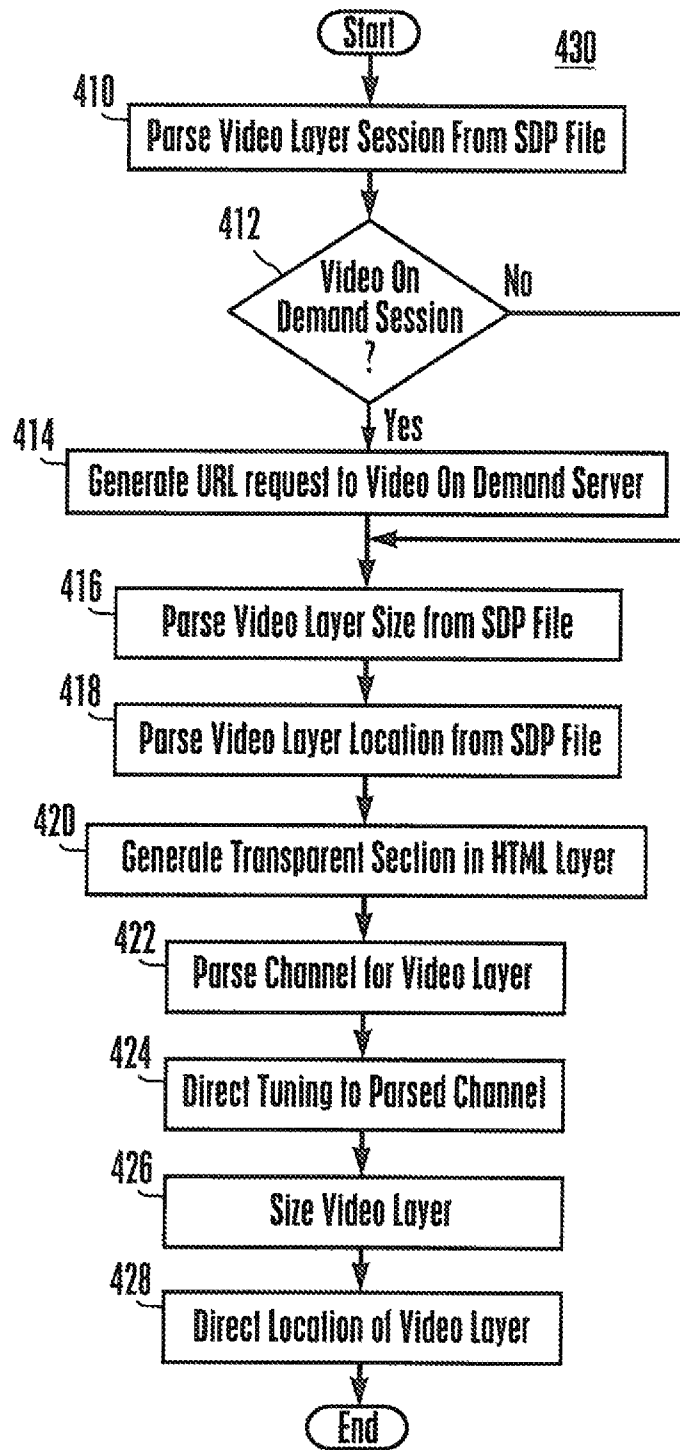 Start
430
410
Parse Video Layer Session From SDP File
412
Video On
Demand Session
?
No
Yes
414
Generate URL request to Video On Demand Server
416
Parse Video Layer Size from SDP File
418
Parse Video Layer Location from SDP File
420
Generate Transparent Section in HTML Layer
422
Parse Channel for Video Layer
424
Direct Tuning to Parsed Channel
426
Size Video Layer
428
Direct Location of Video Layer
End